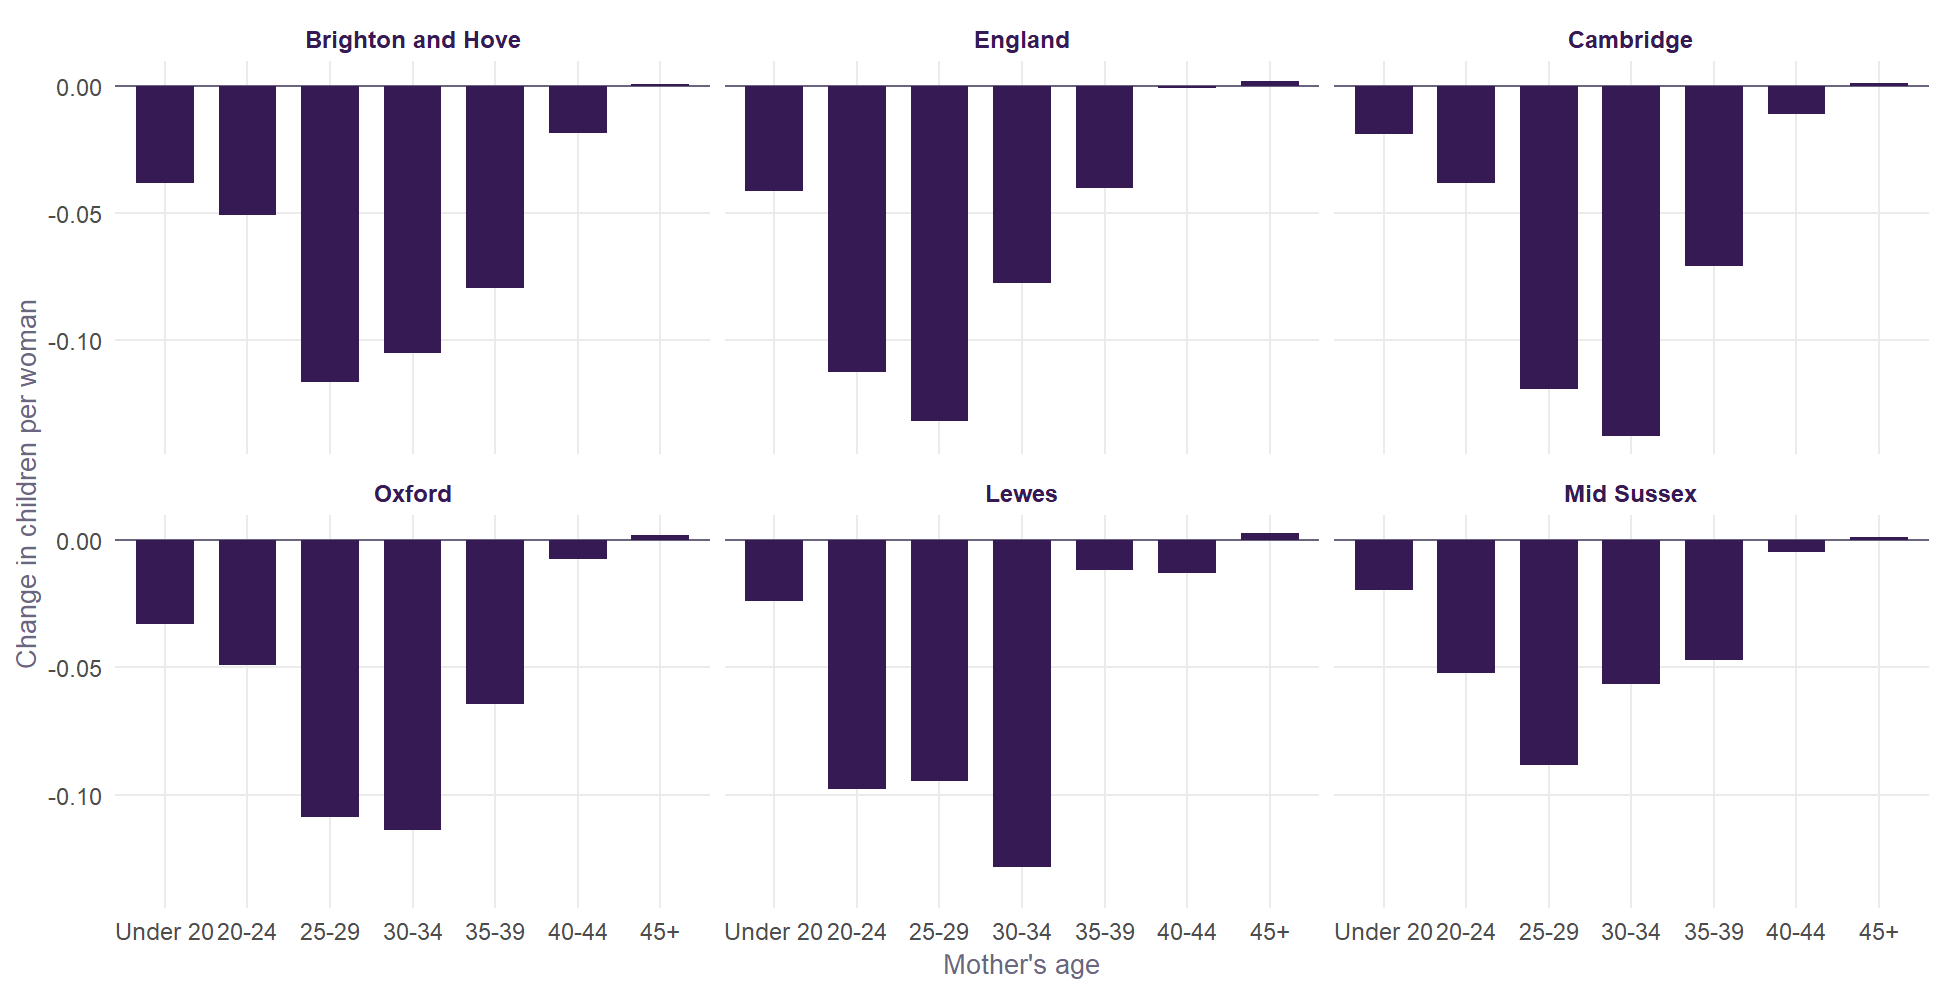 Brighton and Hove
England
Cambridge
0.00
-0.05
-0.10
Oxford
Lewes
Mid Sussex
0.00
-0.05
-0.10
Change in children per woman
Under 20 20-24 25-29 30-34 35-39 40-44 45+
Under 20 20-24 25-29 30-34 35-39 40-44 45+
Under 20 20-24 25-29 30-34 35-39 40-44 45+
Mother's age